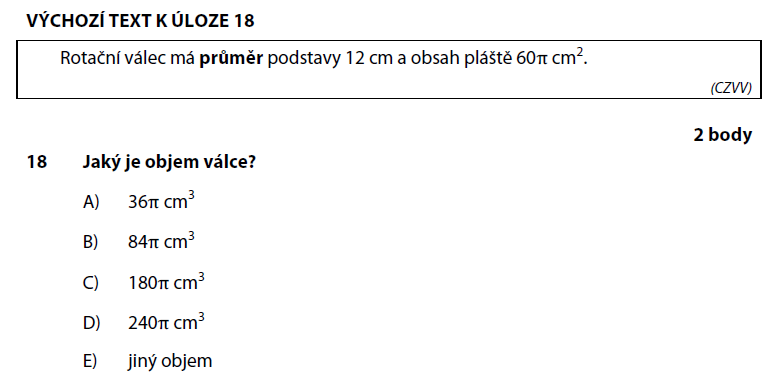 VÝCHOZÍ TEXT K ÚLOZE 18
Rotační válec má průměr podstavy 12 cm a obsah pláště 60π cm².
(CZVV)
2 body
18 Jaký je objem válce?
A) 36π cm³
B) 84π cm³
C) 180π cm³
D) 240π cm³
E) jiný objem